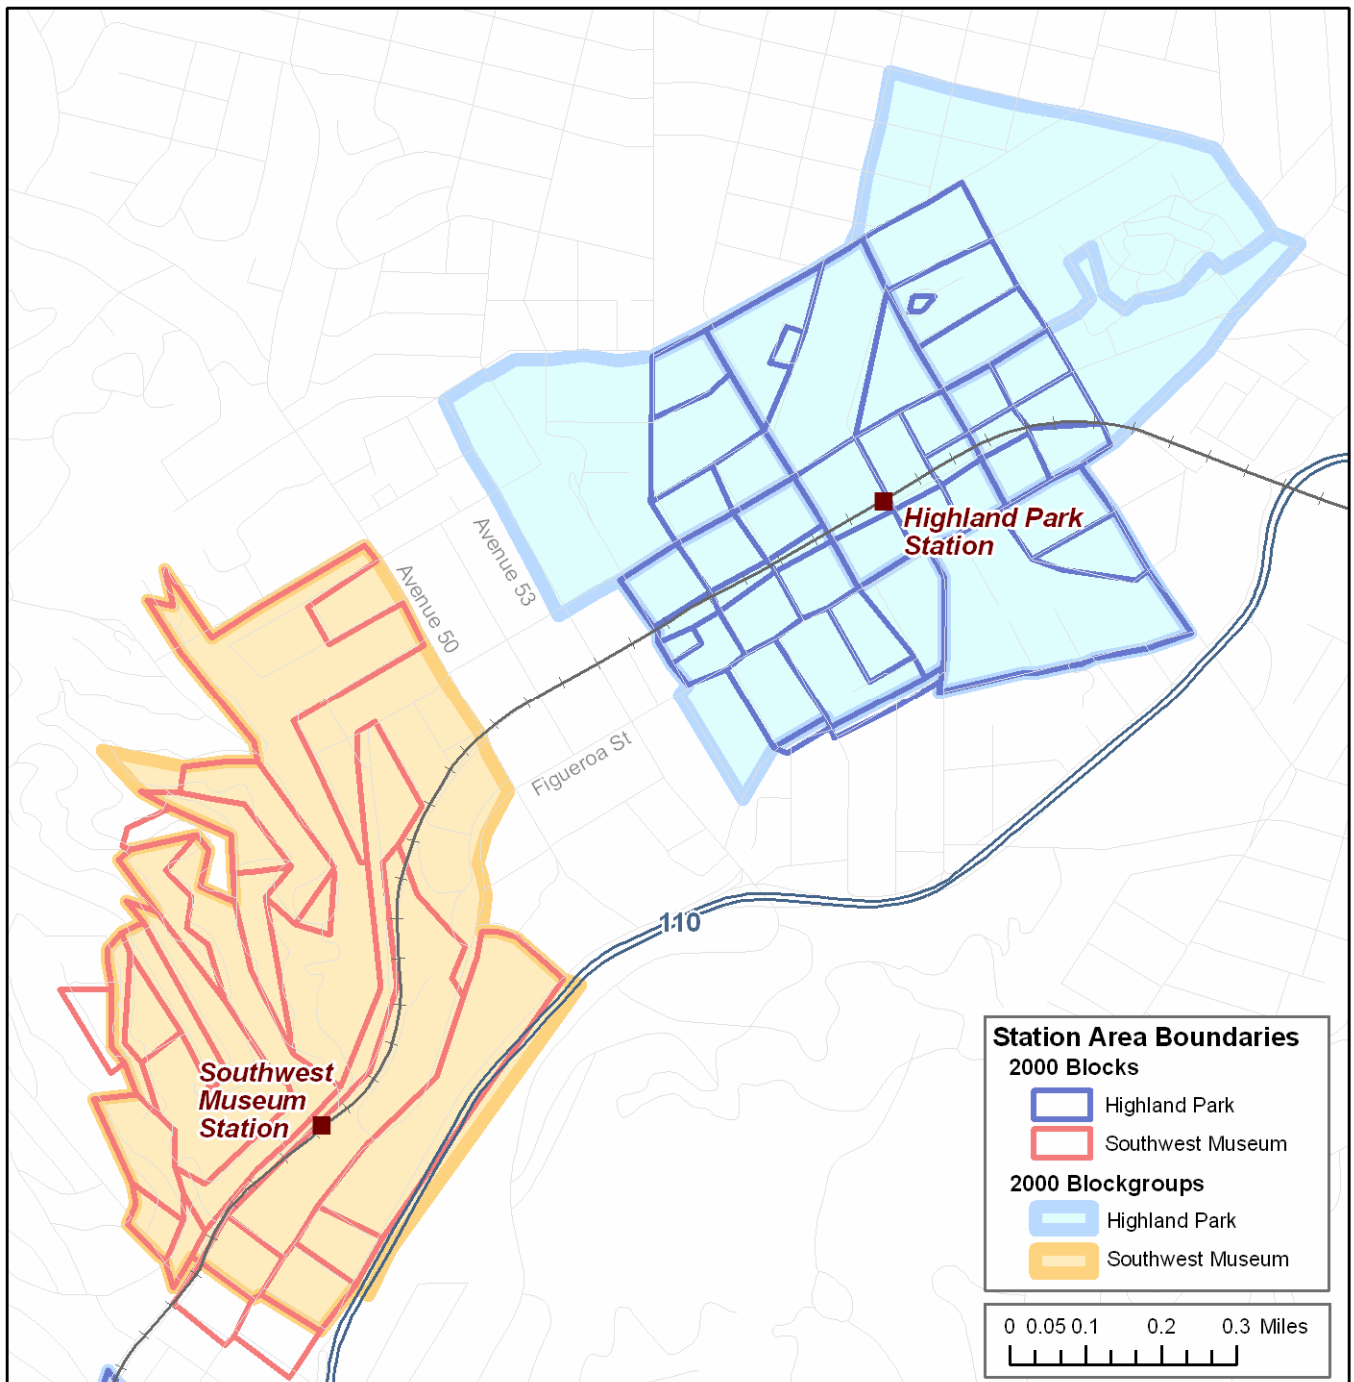 Highland Park
Station
Avenue 53
Avenue 50
Figueroa St
110
Southwest
Museum
Station
Station Area Boundaries
2000 Blocks
Highland Park
Southwest Museum
2000 Blockgroups
Highland Park
Southwest Museum
0 0.05 0.1 0.2 0.3 Miles